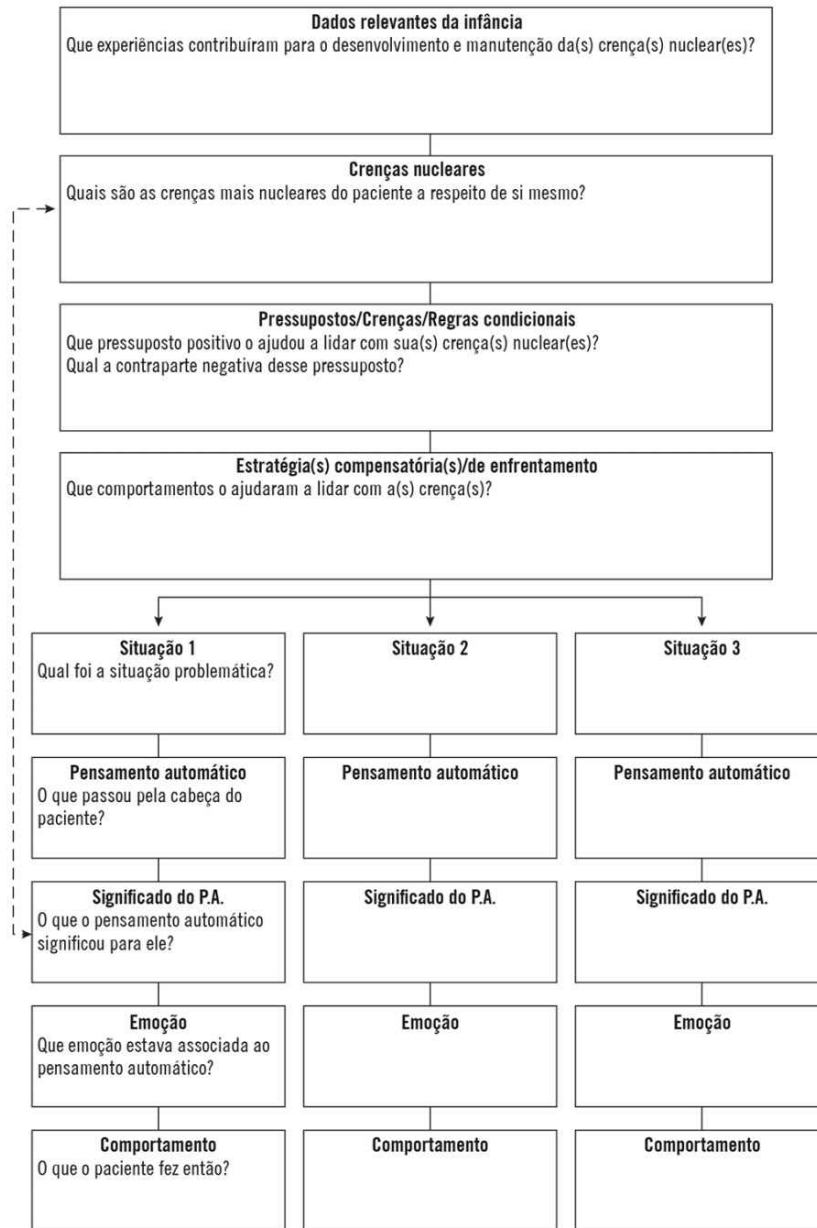 Dados relevantes da infância
Que experiências contribuíram para o desenvolvimento e manutenção da(s) crença(s) nuclear(es)?
Crenças nucleares
Quais são as crenças mais nucleares do paciente a respeito de si mesmo?
Pressupostos/Crenças/Regras condicionais
Que pressuposto positivo o ajudou a lidar com sua(s) crença(s) nuclear(es)?
Qual a contraparte negativa desse pressuposto?
Estratégia(s) compensatória(s)/de enfrentamento
Que comportamentos o ajudaram a lidar com a(s) crença(s)?
Situação 1
Qual foi a situação problemática?
Situação 2
Situação 3
Pensamento automático
O que passou pela cabeça do
paciente?
Pensamento automático
Pensamento automático
Significado do P.A.
O que o pensamento automático
significou para ele?
Significado do P.A.
Significado do P.A.
Emoção
Que emoção estava associada ao
pensamento automático?
Emoção
Emoção
Comportamento
O que o paciente fez então?
Comportamento
Comportamento